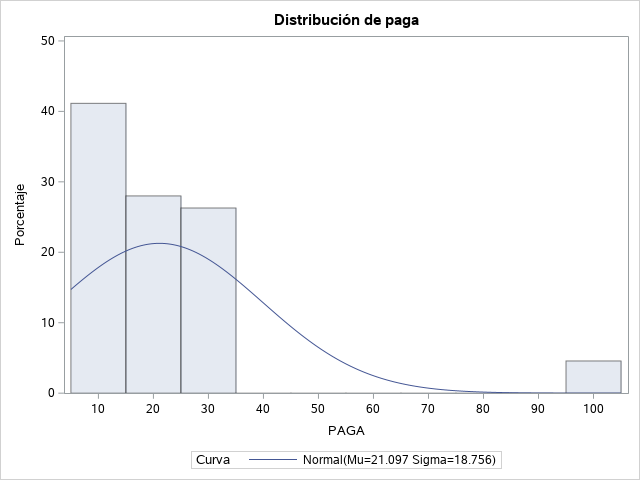 Distribución de paga
50
40
30
20
10
0
Porcentaje
10 20 30 40 50 60 70 80 90 100
PAGA
Curva Normal(Mu=21.097 Sigma=18.756)